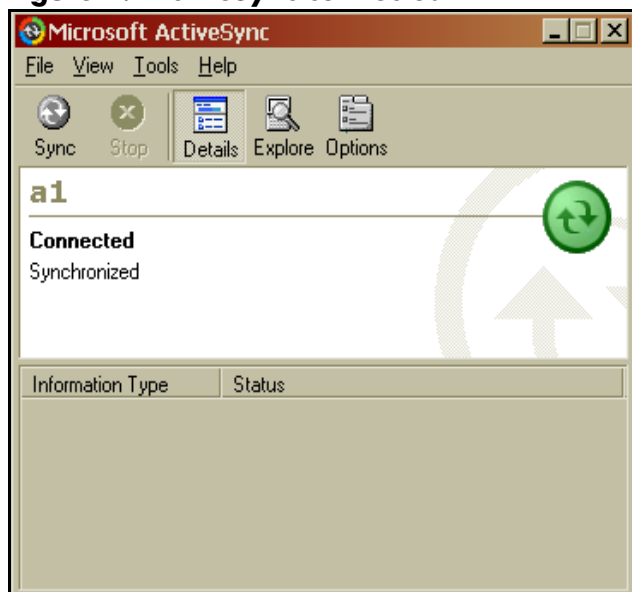 Microsoft ActiveSync
File View Tools Help
Sync Stop Details Explore Options
a1
Connected
Synchronized
Information Type Status